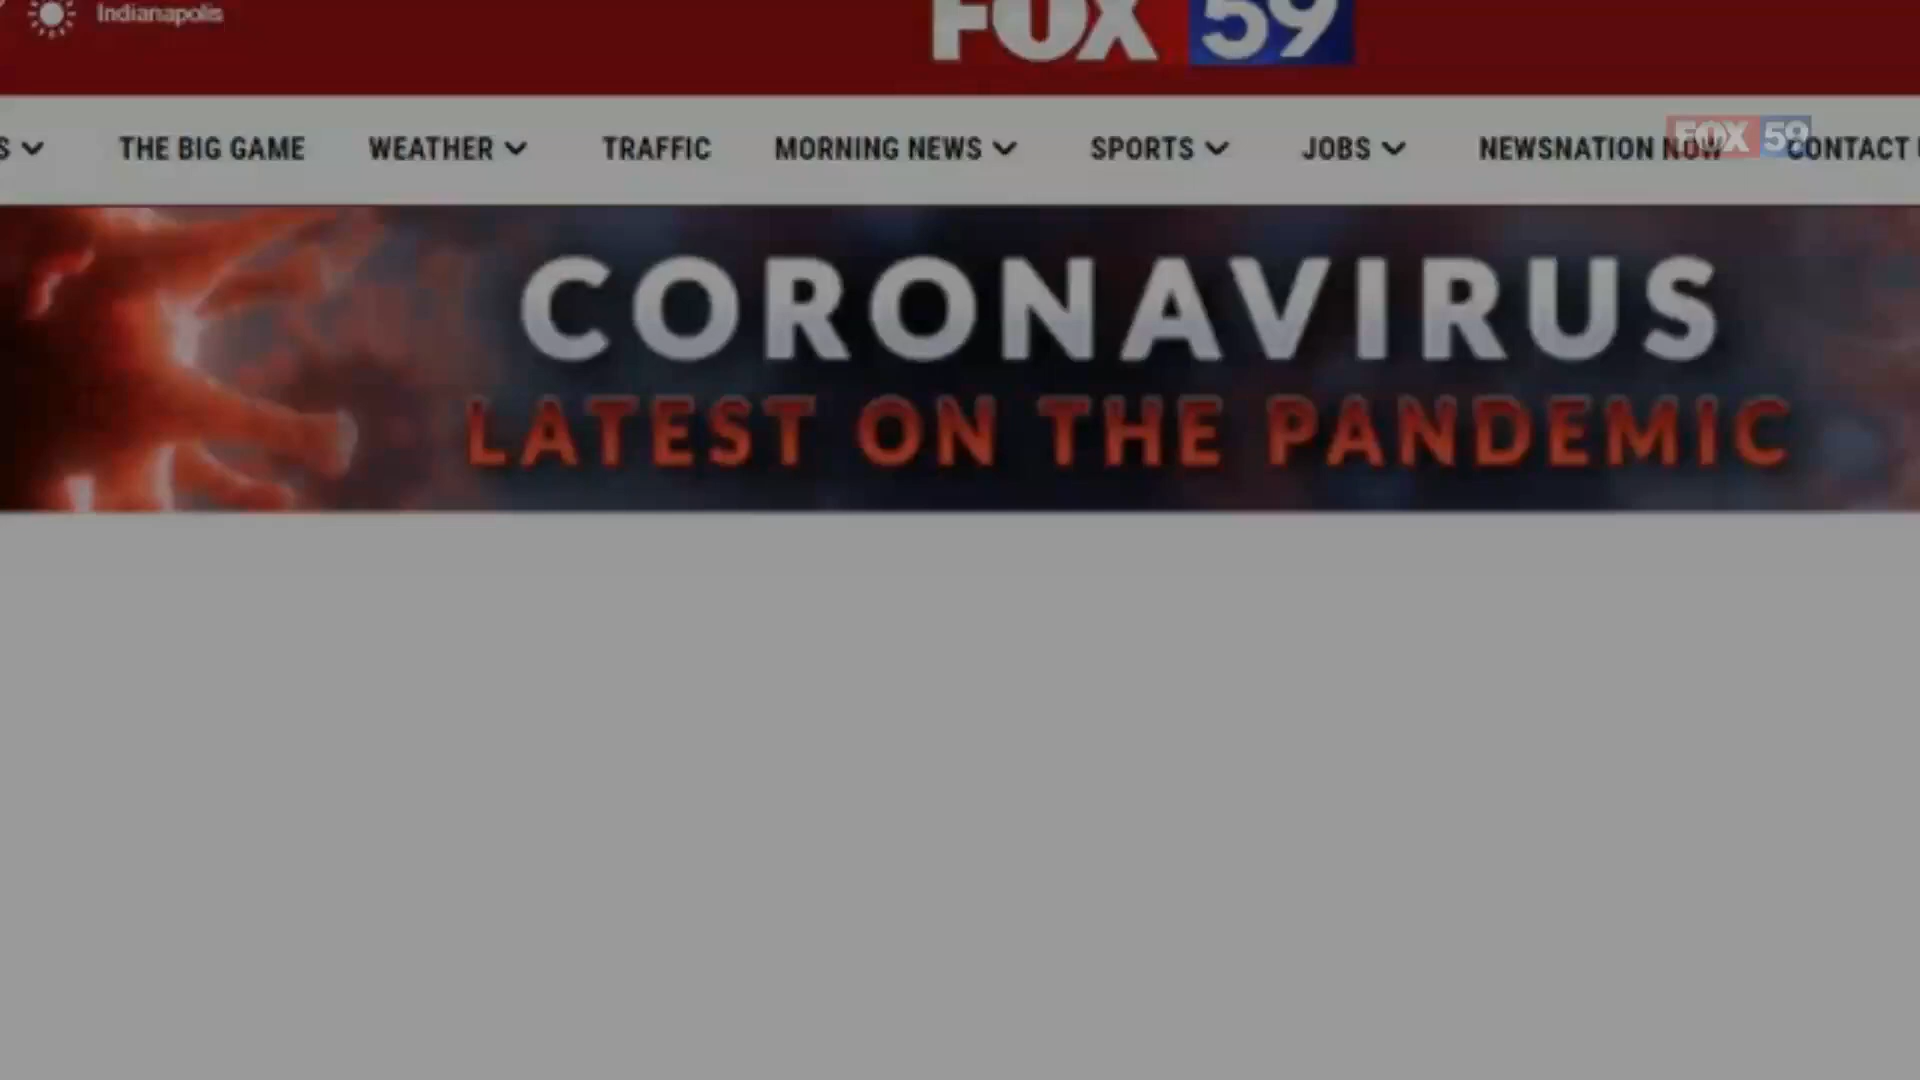 Indianapolis
FOX 59
S THE BIG GAME WEATHER TRAFFIC MORNING NEWS SPORTS JOBS NEWSNATION NOW CONTACT
FOX 59
CORONAVIRUS
LATEST ON THE PANDEMIC